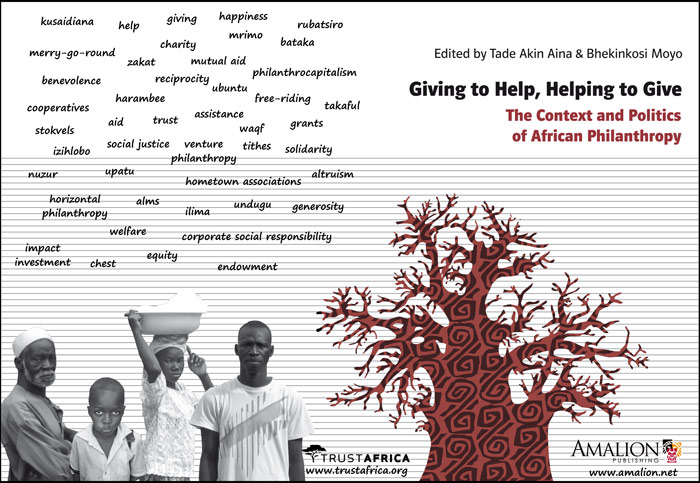 kusaidiana
help
giving
happiness
rubatsiro
mrimo
bataka
charity
merry-go-round
zakat
mutual aid
philanthrocapitalism
benevolence
reciprocity
ubuntu
harambee
free-riding
takaful
cooperatives
aid
trust
assistance
grants
stokvels
waqf
izihlobo
social justice
venture
philanthropy
tithes
solidarity
nuzur
upatu
hometown associations
altruism
horizontal
philanthropy
alms
ilima
undugu
generosity
welfare
corporate social responsibility
impact
investment
chest
equity
endowment
Edited by Tade Akin Aina & Bhekinkosi Moyo
Giving to Help, Helping to Give
The Context and Politics
of African Philanthropy
TRUSTAFRICA
www.trustafrica.org
AMALION
PUBLISHING
www.amalion.net